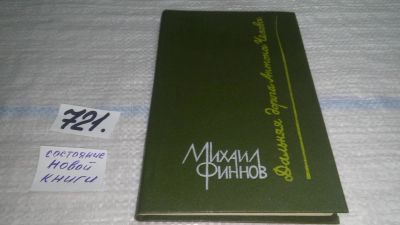 721.
состояние
новой
книги
Михаил
Финнов
Дальняя дорога Антона Чехова